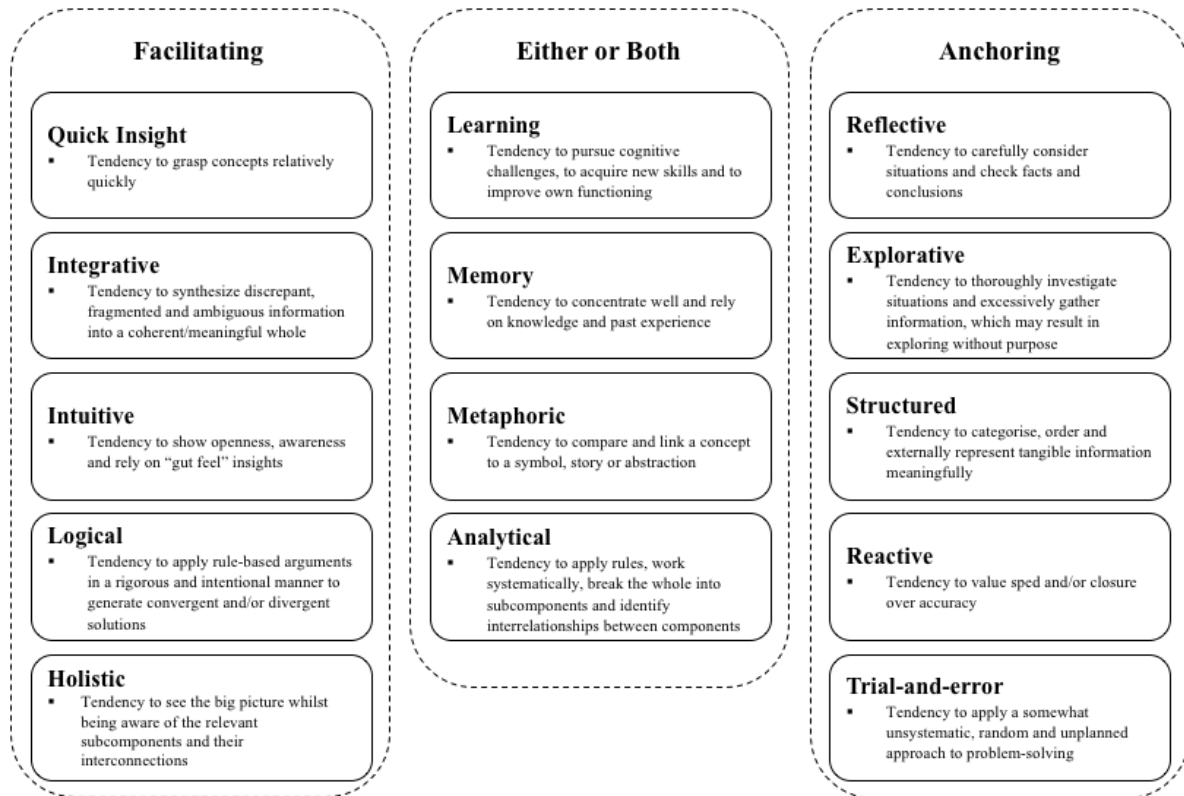 Facilitating
Quick Insight
▪ Tendency to grasp concepts relatively
quickly
Integrative
▪ Tendency to synthesize discrepant,
fragmented and ambiguous information
into a coherent/meaningful whole
Intuitive
▪ Tendency to show openness, awareness
and rely on “gut feel” insights
Logical
▪ Tendency to apply rule-based arguments
in a rigorous and intentional manner to
generate convergent and/or divergent
solutions
Holistic
▪ Tendency to see the big picture whilst
being aware of the relevant
subcomponents and their
interconnections
Either or Both
Learning
▪ Tendency to pursue cognitive
challenges, to acquire new skills and to
improve own functioning
Memory
▪ Tendency to concentrate well and rely
on knowledge and past experience
Metaphoric
▪ Tendency to compare and link a concept
to a symbol, story or abstraction
Analytical
▪ Tendency to apply rules, work
systematically, break the whole into
subcomponents and identify
interrelationships between components
Anchoring
Reflective
▪ Tendency to carefully consider
situations and check facts and
conclusions
Explorative
▪ Tendency to thoroughly investigate
situations and excessively gather
information, which may result in
exploring without purpose
Structured
▪ Tendency to categorise, order and
externally represent tangible information
meaningfully
Reactive
▪ Tendency to value sped and/or closure
over accuracy
Trial-and-error
▪ Tendency to apply a somewhat
unsystematic, random and unplanned
approach to problem-solving